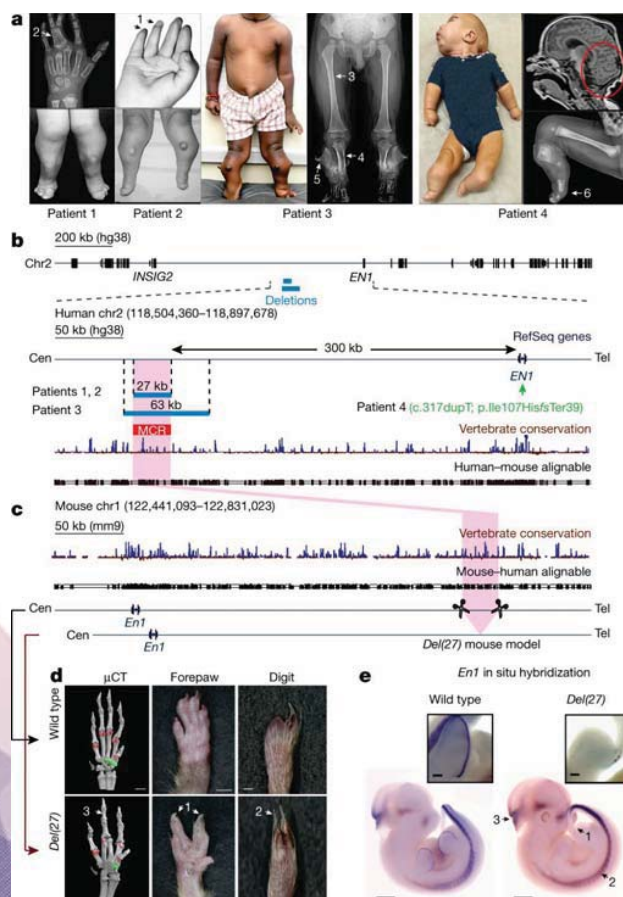 a
2
1
3
4
5
6
Patient 1
Patient 2
Patient 3
Patient 4
b
200 kb (hg38)
Chr2
INSIG2
EN1
Deletions
Human chr2 (118,504,360–118,897,678)
50 kb (hg38)
RefSeq genes
300 kb
Cen
Tel
EN1
Patients 1, 2
27 kb
Patient 3
63 kb
Patient 4 (c.317dupT; p.Ile107HisfsTer39)
MCR
Vertebrate conservation
Human–mouse alignable
c
Mouse chr1 (122,441,093–122,831,023)
50 kb (mm9)
Vertebrate conservation
Mouse–human alignable
Cen
Tel
En1
Cen
Tel
En1
Del(27) mouse model
d
μCT
Forepaw
Digit
Wild type
Del(27)
3
1
2
e
En1 in situ hybridization
Wild type
Del(27)
3
1
2